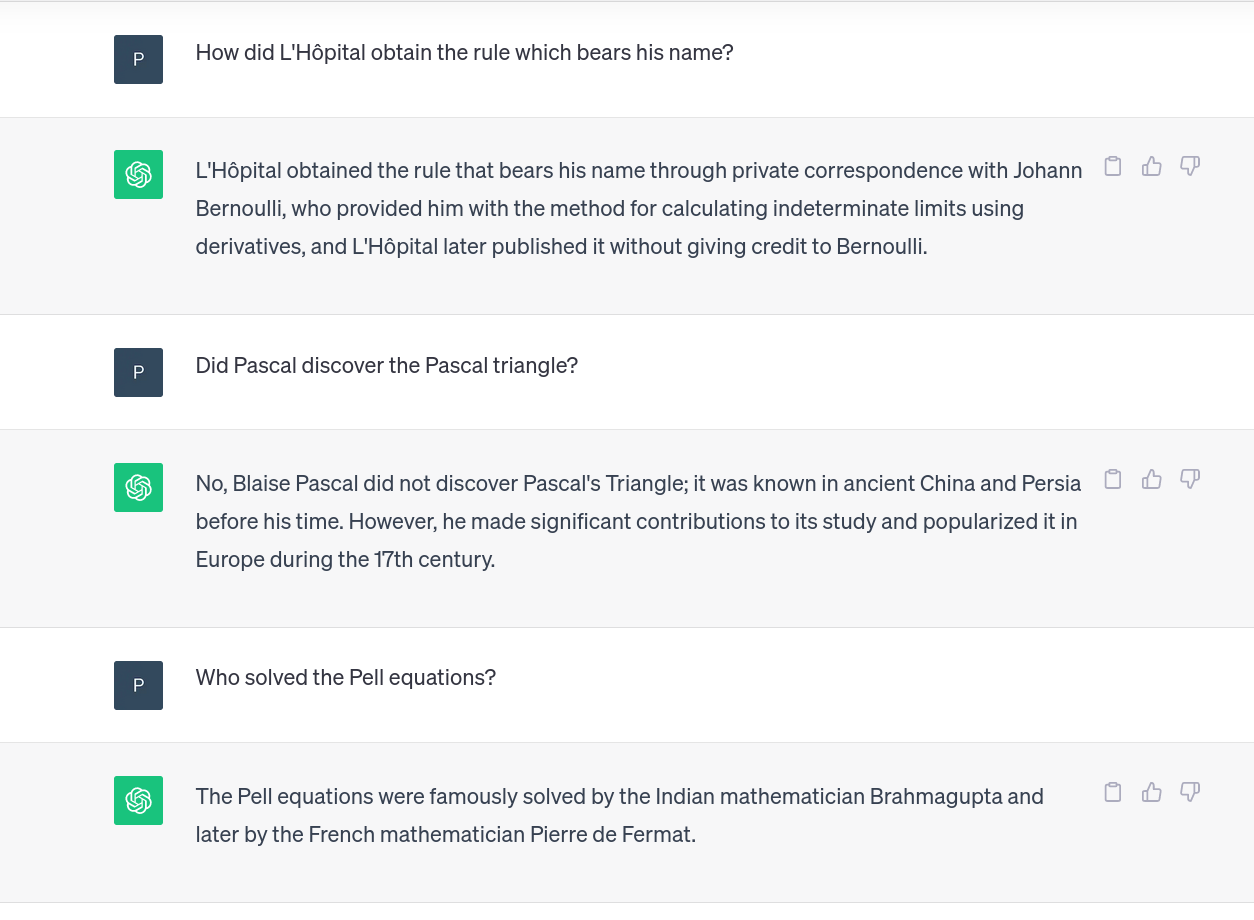 P
How did L'Hôpital obtain the rule which bears his name?
L'Hôpital obtained the rule that bears his name through private correspondence with Johann
Bernoulli, who provided him with the method for calculating indeterminate limits using
derivatives, and L'Hôpital later published it without giving credit to Bernoulli.
P
Did Pascal discover the Pascal triangle?
No, Blaise Pascal did not discover Pascal's Triangle; it was known in ancient China and Persia
before his time. However, he made significant contributions to its study and popularized it in
Europe during the 17th century.
P
Who solved the Pell equations?
The Pell equations were famously solved by the Indian mathematician Brahmagupta and
later by the French mathematician Pierre de Fermat.